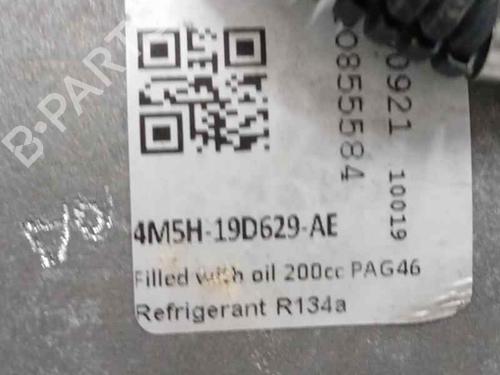 B-PARTS
0921 10019
0855584
4M5H-19D629-AE
Filled with oil 200cc PAG46
Refrigerant R134a